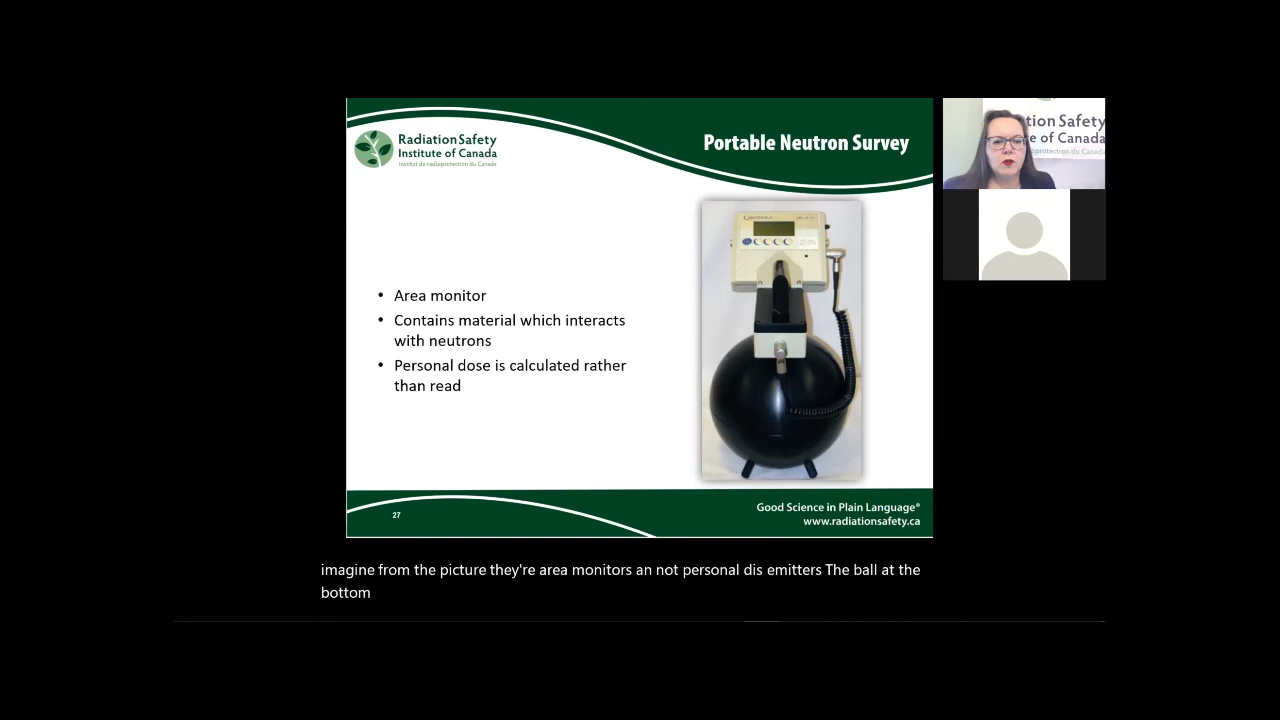 Radiation Safety
Institute of Canada
Institut de radioprotection du Canada
Portable Neutron Survey
tion Safety
te of Canada
oprotection du Canada
• Area monitor
• Contains material which interacts
with neutrons
• Personal dose is calculated rather
than read
27
Good Science in Plain Language®
www.radiationsafety.ca
imagine from the picture they're area monitors an not personal dis emitters The ball at the
bottom